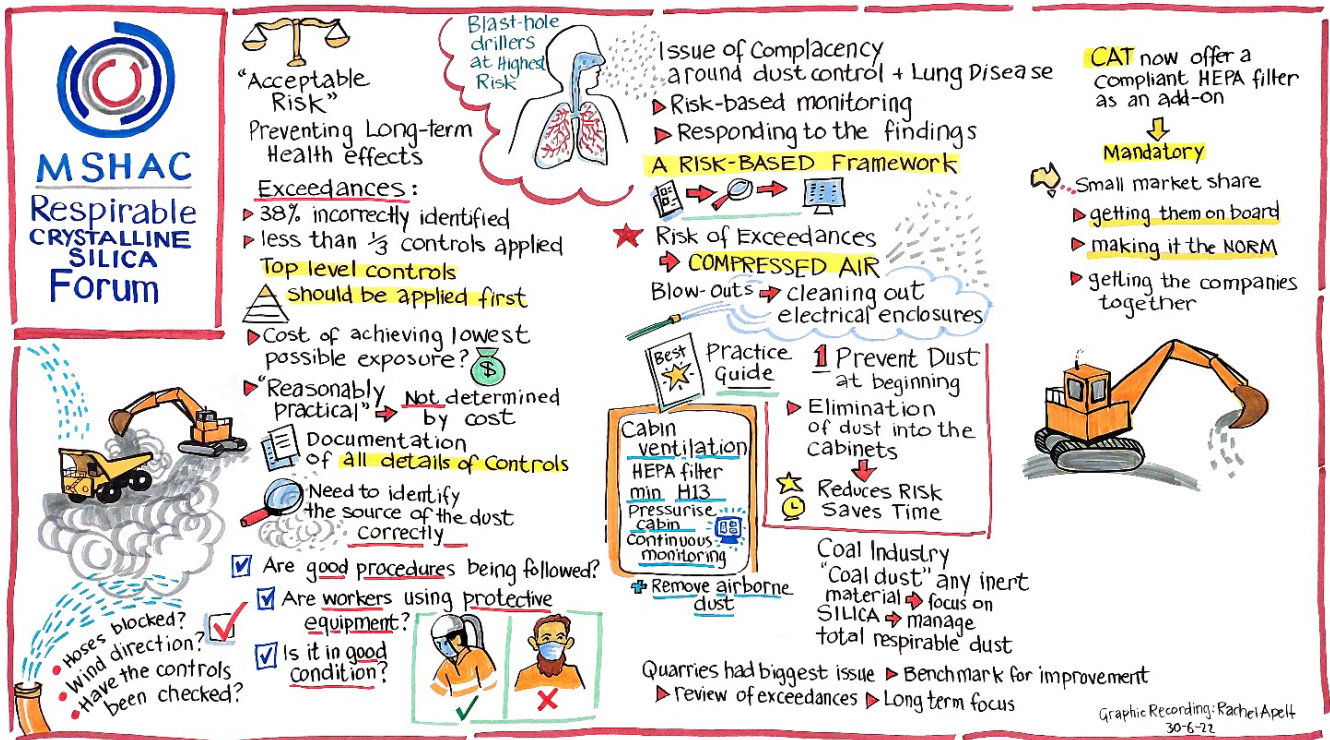 MSHAC
Respirable
CRYSTALLINE
SILICA
Forum
"Acceptable
Risk"
Preventing Long-term
Health effects
Exceedances:
38% incorrectly identified
less than 1/3 controls applied
Top level controls
should be applied first
Cost of achieving lowest
possible exposure?
$
"Reasonably
practical" Not determined
by cost
Documentation
of all details of Controls
Need to identify
the source of the dust
correctly
Are good procedures being followed?
Are workers using protective
equipment?
Is it in good
condition?
Hoses blocked?
Wind direction?
Have the controls
been checked?
Blast-hole
drillers
at Highest
Risk
Issue of Complacency
around dust control + Lung Disease
Risk-based monitoring
Responding to the findings
A RISK-BASED Framework
Risk of Exceedances
COMPRESSED AIR
Blow-outs cleaning out
electrical enclosures
Best
Practice
Guide
Cabin
ventilation
HEPA filter
min H13
Pressurise
cabin
Continuous
monitoring
+ Remove airborne
dust
1 Prevent Dust
at beginning
Elimination
of dust into the
cabinets
Reduces RISK
Saves Time
Coal Industry
"Coal dust" any inert
material focus on
SILICA manage
total respirable dust
Quarries had biggest issue Benchmark for improvement
review of exceedances Long term focus
CAT now offer a
compliant HEPA filter
as an add-on
Mandatory
Small market share
getting them on board
making it the NORM
getting the companies
together
Graphic Recording: Rachel Apelt
30-6-22